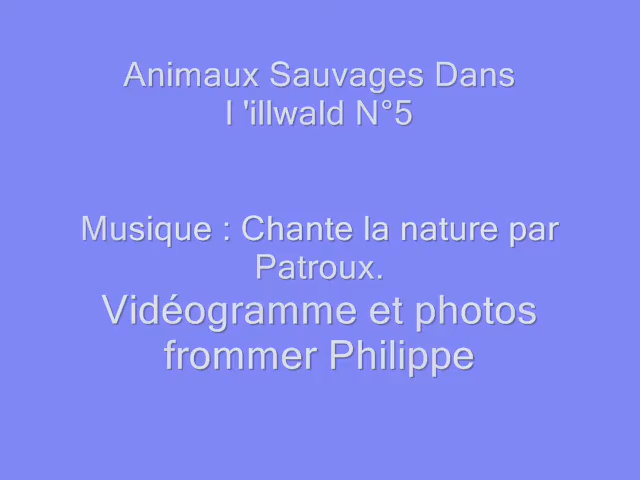 Animaux Sauvages Dans
l 'illwald N°5
Musique : Chante la nature par
Patroux.
Vidéogramme et photos
frommer Philippe